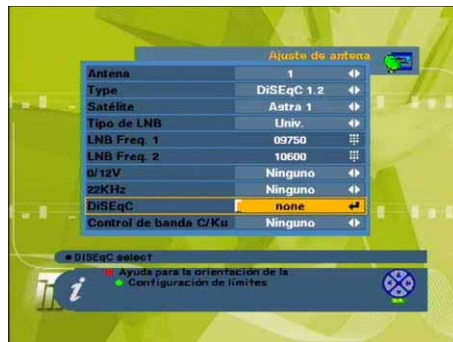 Ajuste de antena
Antena 1
Type DiSEqC 1.2
Satélite Astra 1
Tipo de LNB Univ.
LNB Freq. 1 09750
LNB Freq. 2 10600
0/12V Ninguno
22KHz Ninguno
DiSEqC none
Control de banda C/Ku Ninguno
DiSEqC select
Ayuda para la orientación de la
Configuración de límites
i